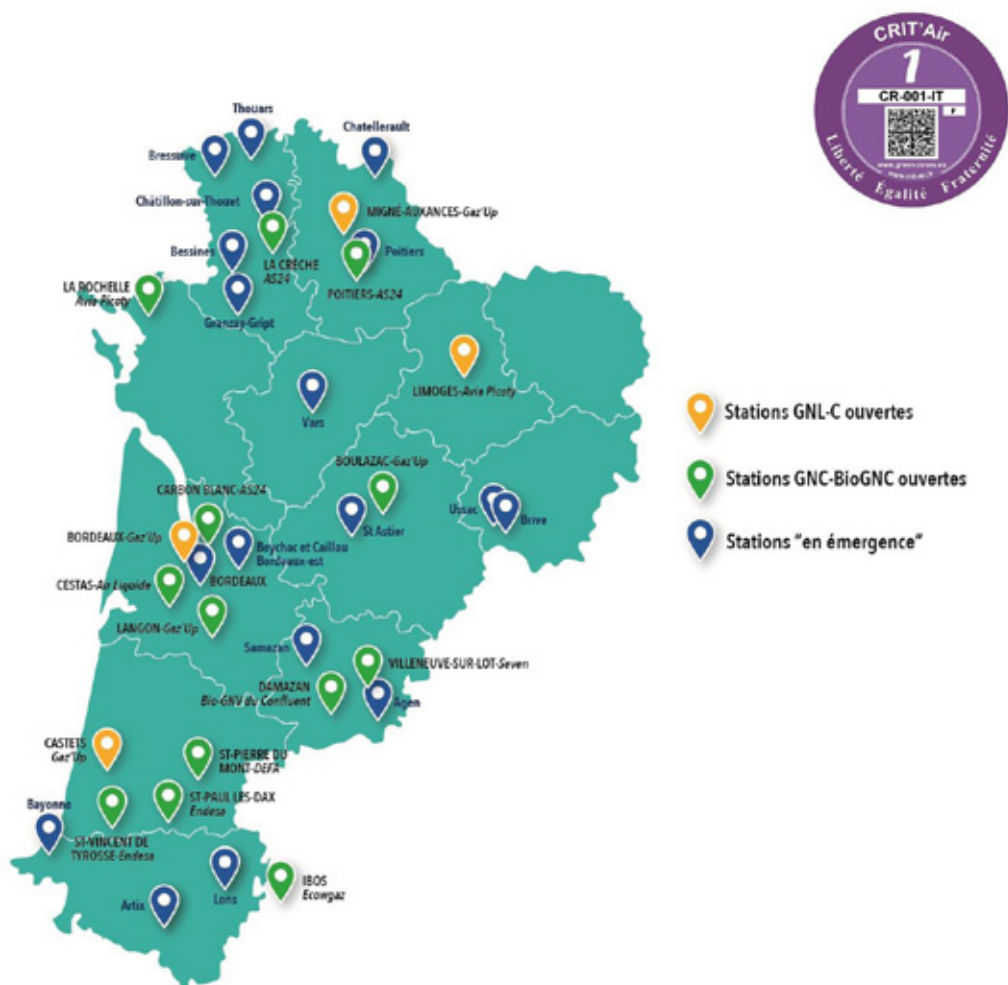 CRIT'Air
1
CR-001-IT
F
Liberté Égalité Fraternité
Thouars
Chatellerault
Bressuire
Châtillon-sur-Thouet
MIGNÉ-AUXANCES-Gaz'Up
Bessines
Poitiers
LA CRÈCHE
AS24
POITIERS-AS24
LA ROCHELLE
Avia Picoty
Granzay-Gript
LIMOGES-Avia Picoty
Vars
Stations GNL-C ouvertes
BOULAZAC-Gaz'Up
Stations GNC-BioGNC ouvertes
CARBON BLANC-AS24
Ussac
Brive
St Astier
BORDEAUX-Gaz'Up
Beychac et Caillau
Bordeaux-est
Stations "en émergence"
BORDEAUX
CESTAS-Air Liquide
LANGON-Gaz'Up
Samazan
VILLENEUVE-SUR-LOT-Seven
DAMAZAN
Bio-GNV du Confluent
Agen
CASTETS
Gaz'Up
ST-PIERRE DU
MONT-DEFA
ST-PAUL LES-DAX
Endesa
Bayonne
ST-VINCENT DE
TYROSSE-Endesa
IBOS
Ecowgaz
Lons
Artix